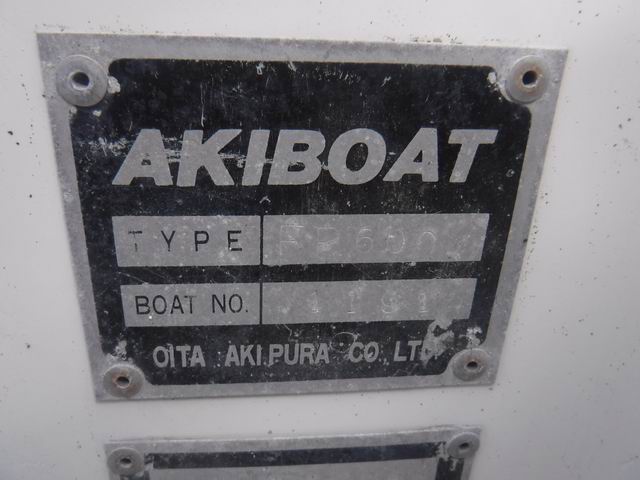 AKIBOAT
TYPE
BOAT NO.
OITA AKI.PURA CO.,LTD.